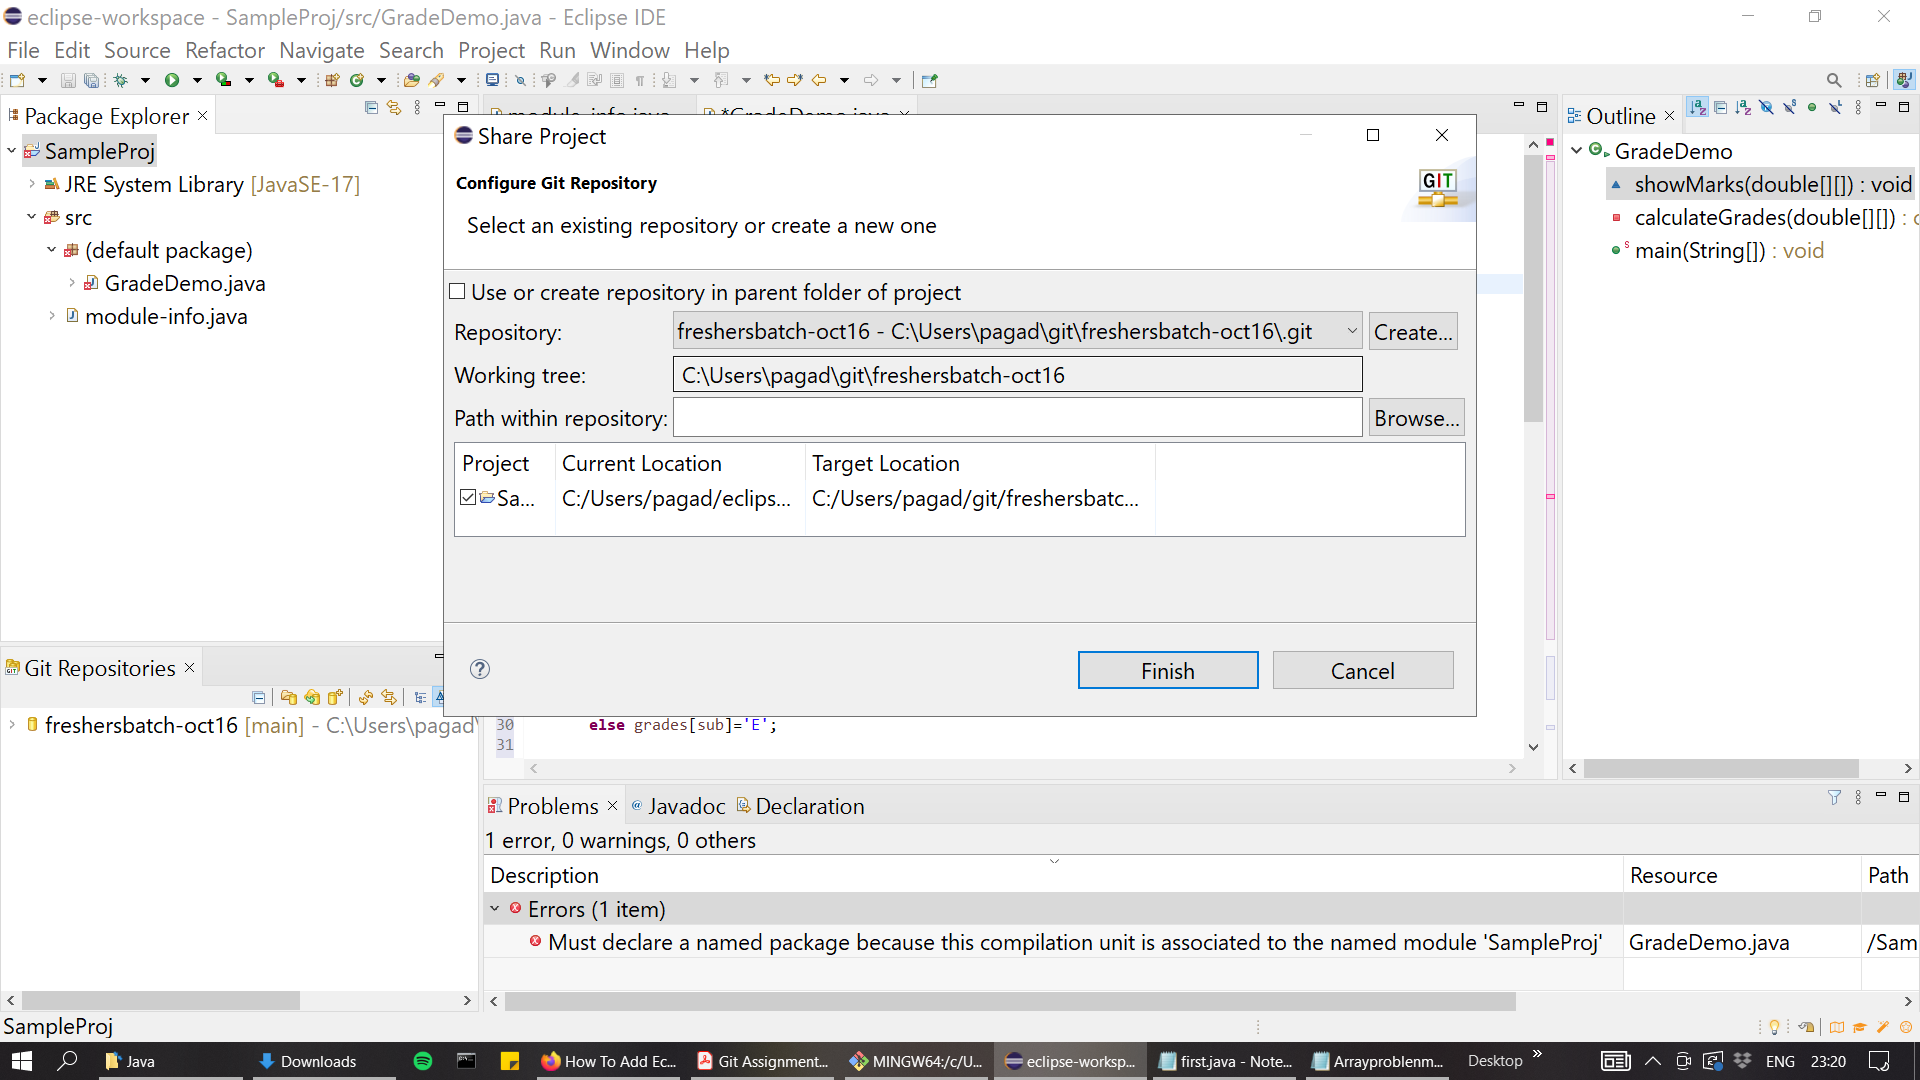 eclipse-workspace - SampleProj/src/GradeDemo.java - Eclipse IDE
File Edit Source Refactor Navigate Search Project Run Window Help
Package Explorer
SampleProj
JRE System Library [JavaSE-17]
src
(default package)
GradeDemo.java
module-info.java
Git Repositories
freshersbatch-oct16 [main] - C:\Users\pagad\
module-info.java
*GradeDemo.java
Share Project
Configure Git Repository
GIT
Select an existing repository or create a new one
Use or create repository in parent folder of project
Repository: freshersbatch-oct16 - C:\Users\pagad\git\freshersbatch-oct16\.git Create...
Working tree: C:\Users\pagad\git\freshersbatch-oct16
Path within repository: Browse...
Project Current Location Target Location
Sa... C:/Users/pagad/eclips... C:/Users/pagad/git/freshersbatc...
Finish Cancel
30 else grades[sub]='E';
31
Outline
GradeDemo
showMarks(double[][]) : void
calculateGrades(double[][]) : c
main(String[]) : void
Problems Javadoc Declaration
1 error, 0 warnings, 0 others
Description Resource Path
Errors (1 item)
Must declare a named package because this compilation unit is associated to the named module 'SampleProj' GradeDemo.java /Sam
SampleProj
Java Downloads How To Add Ec... Git Assignment... MINGW64:/c/U... eclipse-worksp... first.java - Note... Arrayproblenm... Desktop ENG 23:20